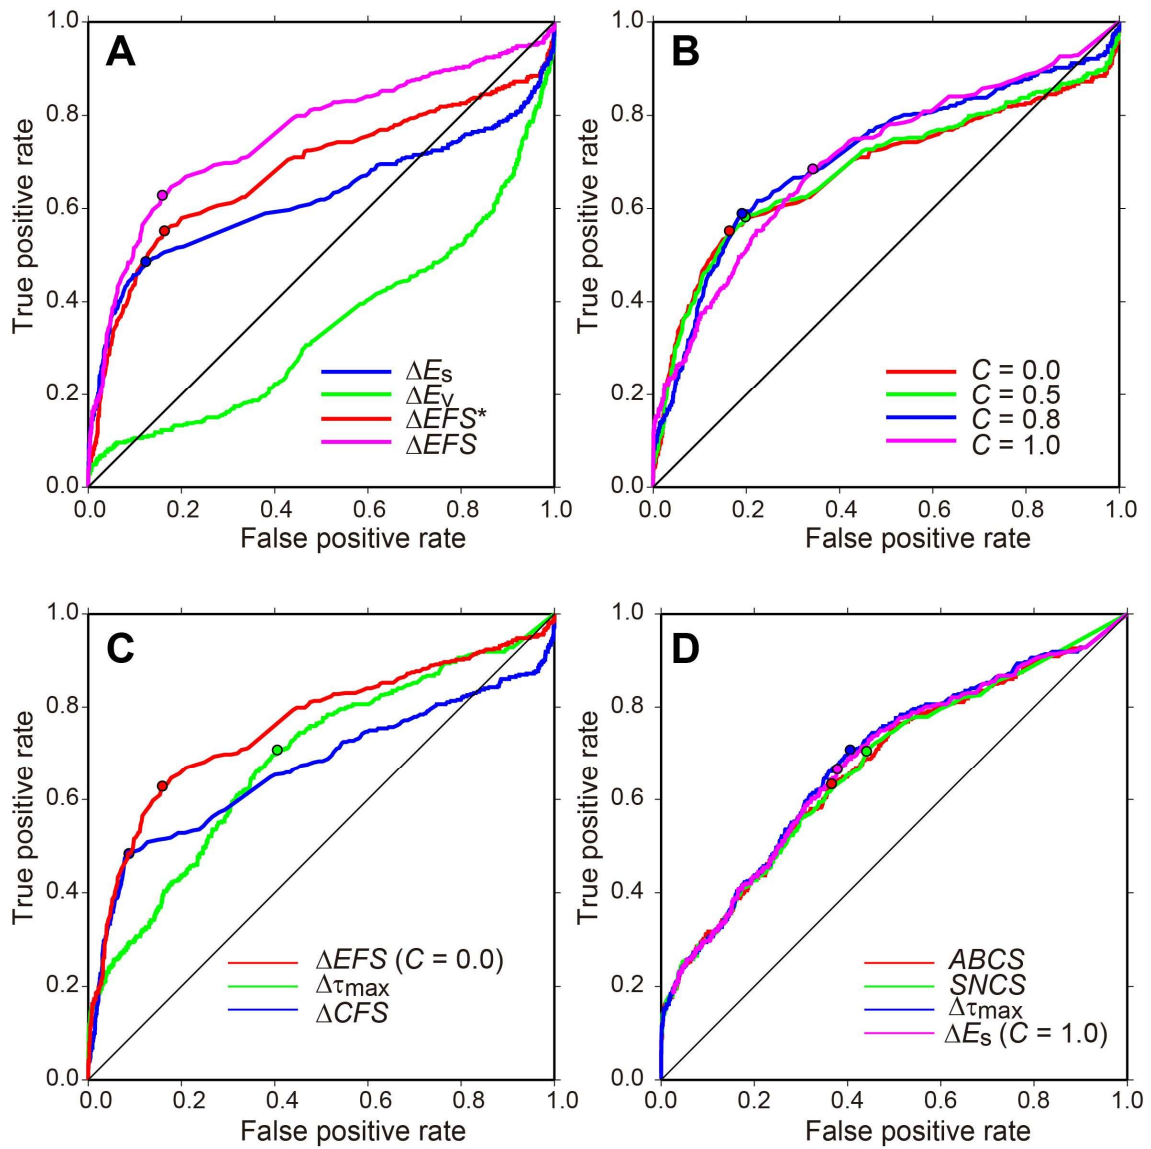 A
1.0
0.8
0.6
0.4
0.2
0.0
True positive rate
ΔEs
ΔEv
ΔEFS*
ΔEFS
0.0 0.2 0.4 0.6 0.8 1.0
False positive rate
B
1.0
0.8
0.6
0.4
0.2
0.0
True positive rate
C = 0.0
C = 0.5
C = 0.8
C = 1.0
0.0 0.2 0.4 0.6 0.8 1.0
False positive rate
C
1.0
0.8
0.6
0.4
0.2
0.0
True positive rate
ΔEFS (C = 0.0)
Δτmax
ΔCFS
0.0 0.2 0.4 0.6 0.8 1.0
False positive rate
D
1.0
0.8
0.6
0.4
0.2
0.0
True positive rate
ABCS
SNCS
Δτmax
ΔEs (C = 1.0)
0.0 0.2 0.4 0.6 0.8 1.0
False positive rate